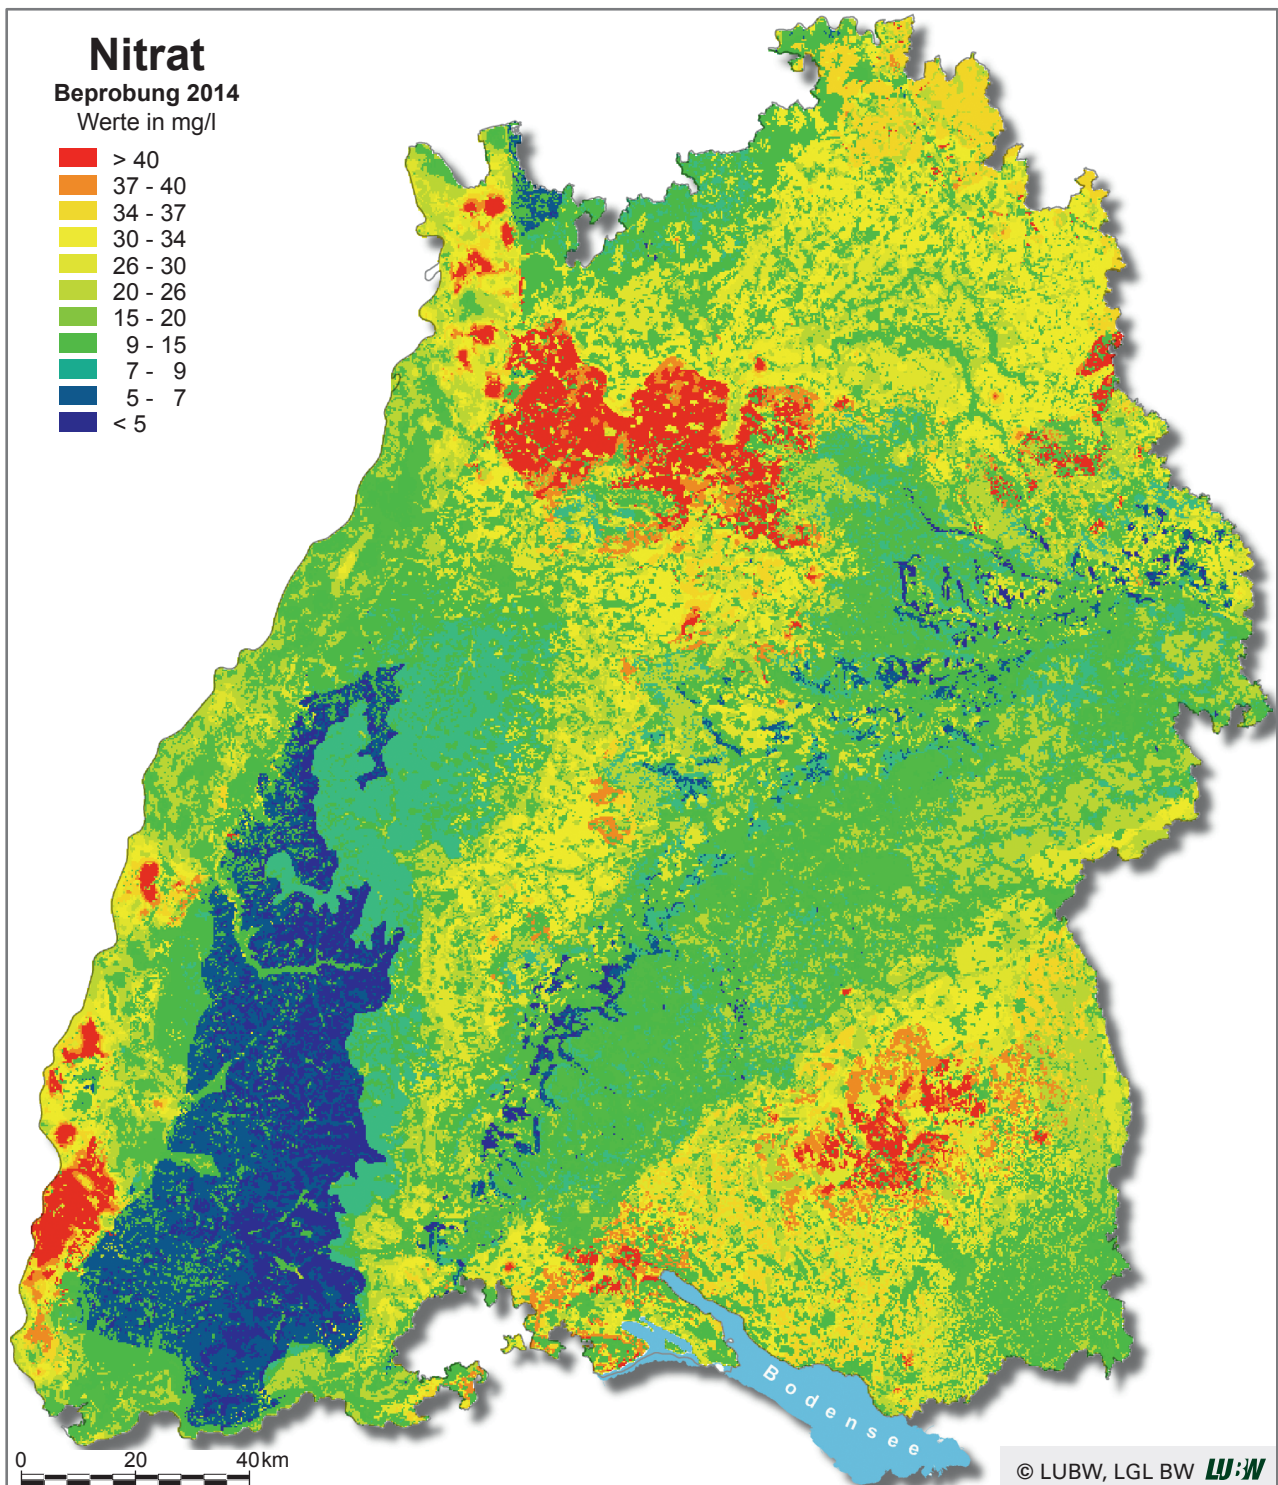 Nitrat
Beprobung 2014
Werte in mg/l
> 40
37 - 40
34 - 37
30 - 34
26 - 30
20 - 26
15 - 20
9 - 15
7 - 9
5 - 7
< 5
Bodensee
0 20 40km
© LUBW, LGL BW LUBW